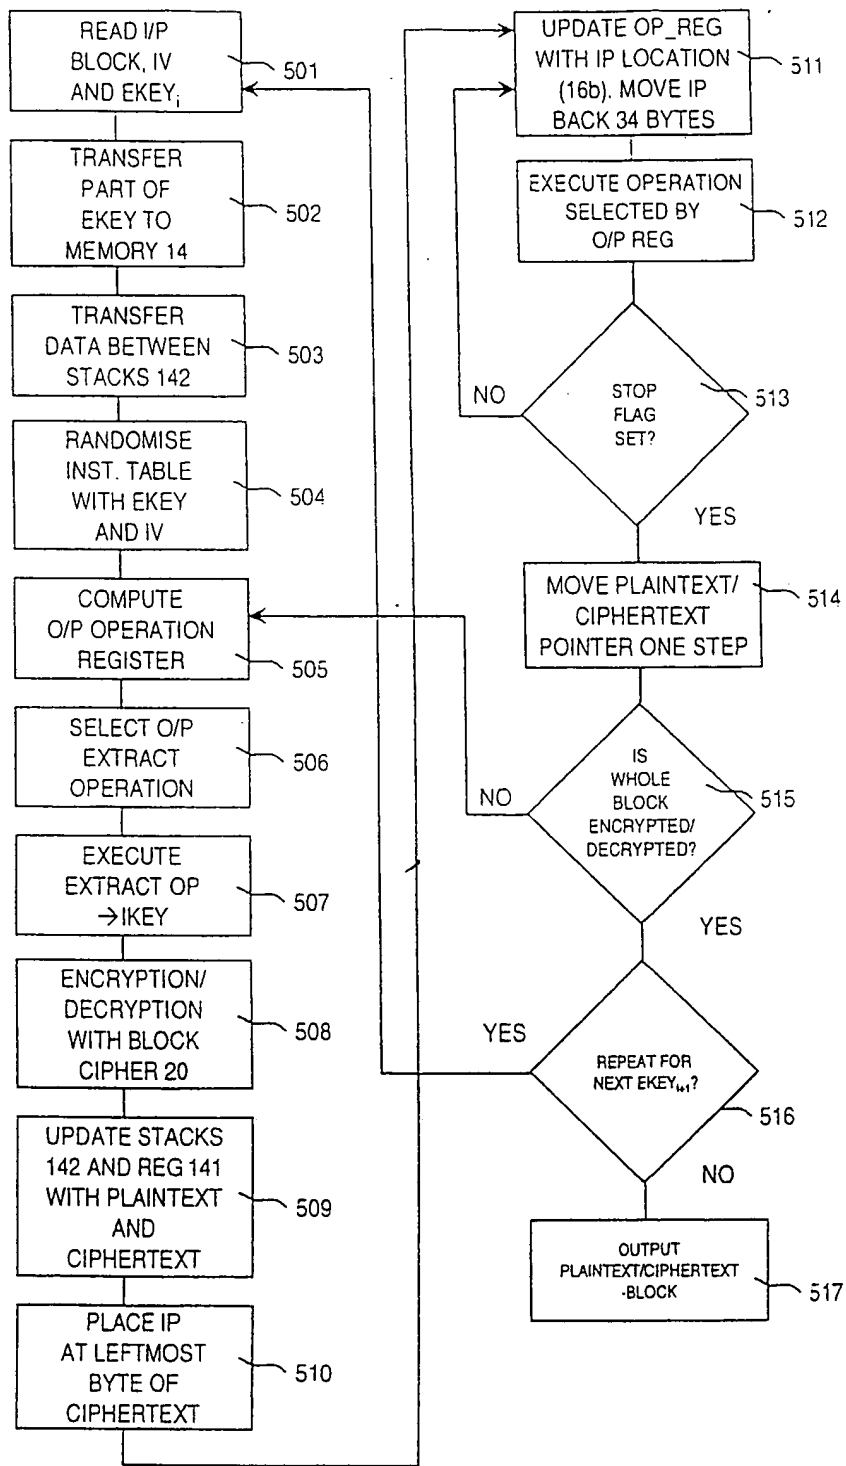 READ I/P
BLOCK, IV
AND EKEYi
501
TRANSFER
PART OF
EKEY TO
MEMORY 14
502
TRANSFER
DATA BETWEEN
STACKS 142
503
RANDOMISE
INST. TABLE
WITH EKEY
AND IV
504
COMPUTE
O/P OPERATION
REGISTER
505
SELECT O/P
EXTRACT
OPERATION
506
EXECUTE
EXTRACT OP
→IKEY
507
ENCRYPTION/
DECRYPTION
WITH BLOCK
CIPHER 20
508
UPDATE STACKS
142 AND REG 141
WITH PLAINTEXT
AND
CIPHERTEXT
509
PLACE IP
AT LEFTMOST
BYTE OF
CIPHERTEXT
510
UPDATE OP_REG
WITH IP LOCATION
(16b). MOVE IP
BACK 34 BYTES
511
EXECUTE OPERATION
SELECTED BY
O/P REG
512
STOP
FLAG
SET?
513
NO
YES
MOVE PLAINTEXT/
CIPHERTEXT
POINTER ONE STEP
514
IS
WHOLE
BLOCK
ENCRYPTED/
DECRYPTED?
515
NO
YES
REPEAT FOR
NEXT EKEYi+1?
516
YES
NO
OUTPUT
PLAINTEXT/CIPHERTEXT
-BLOCK
517